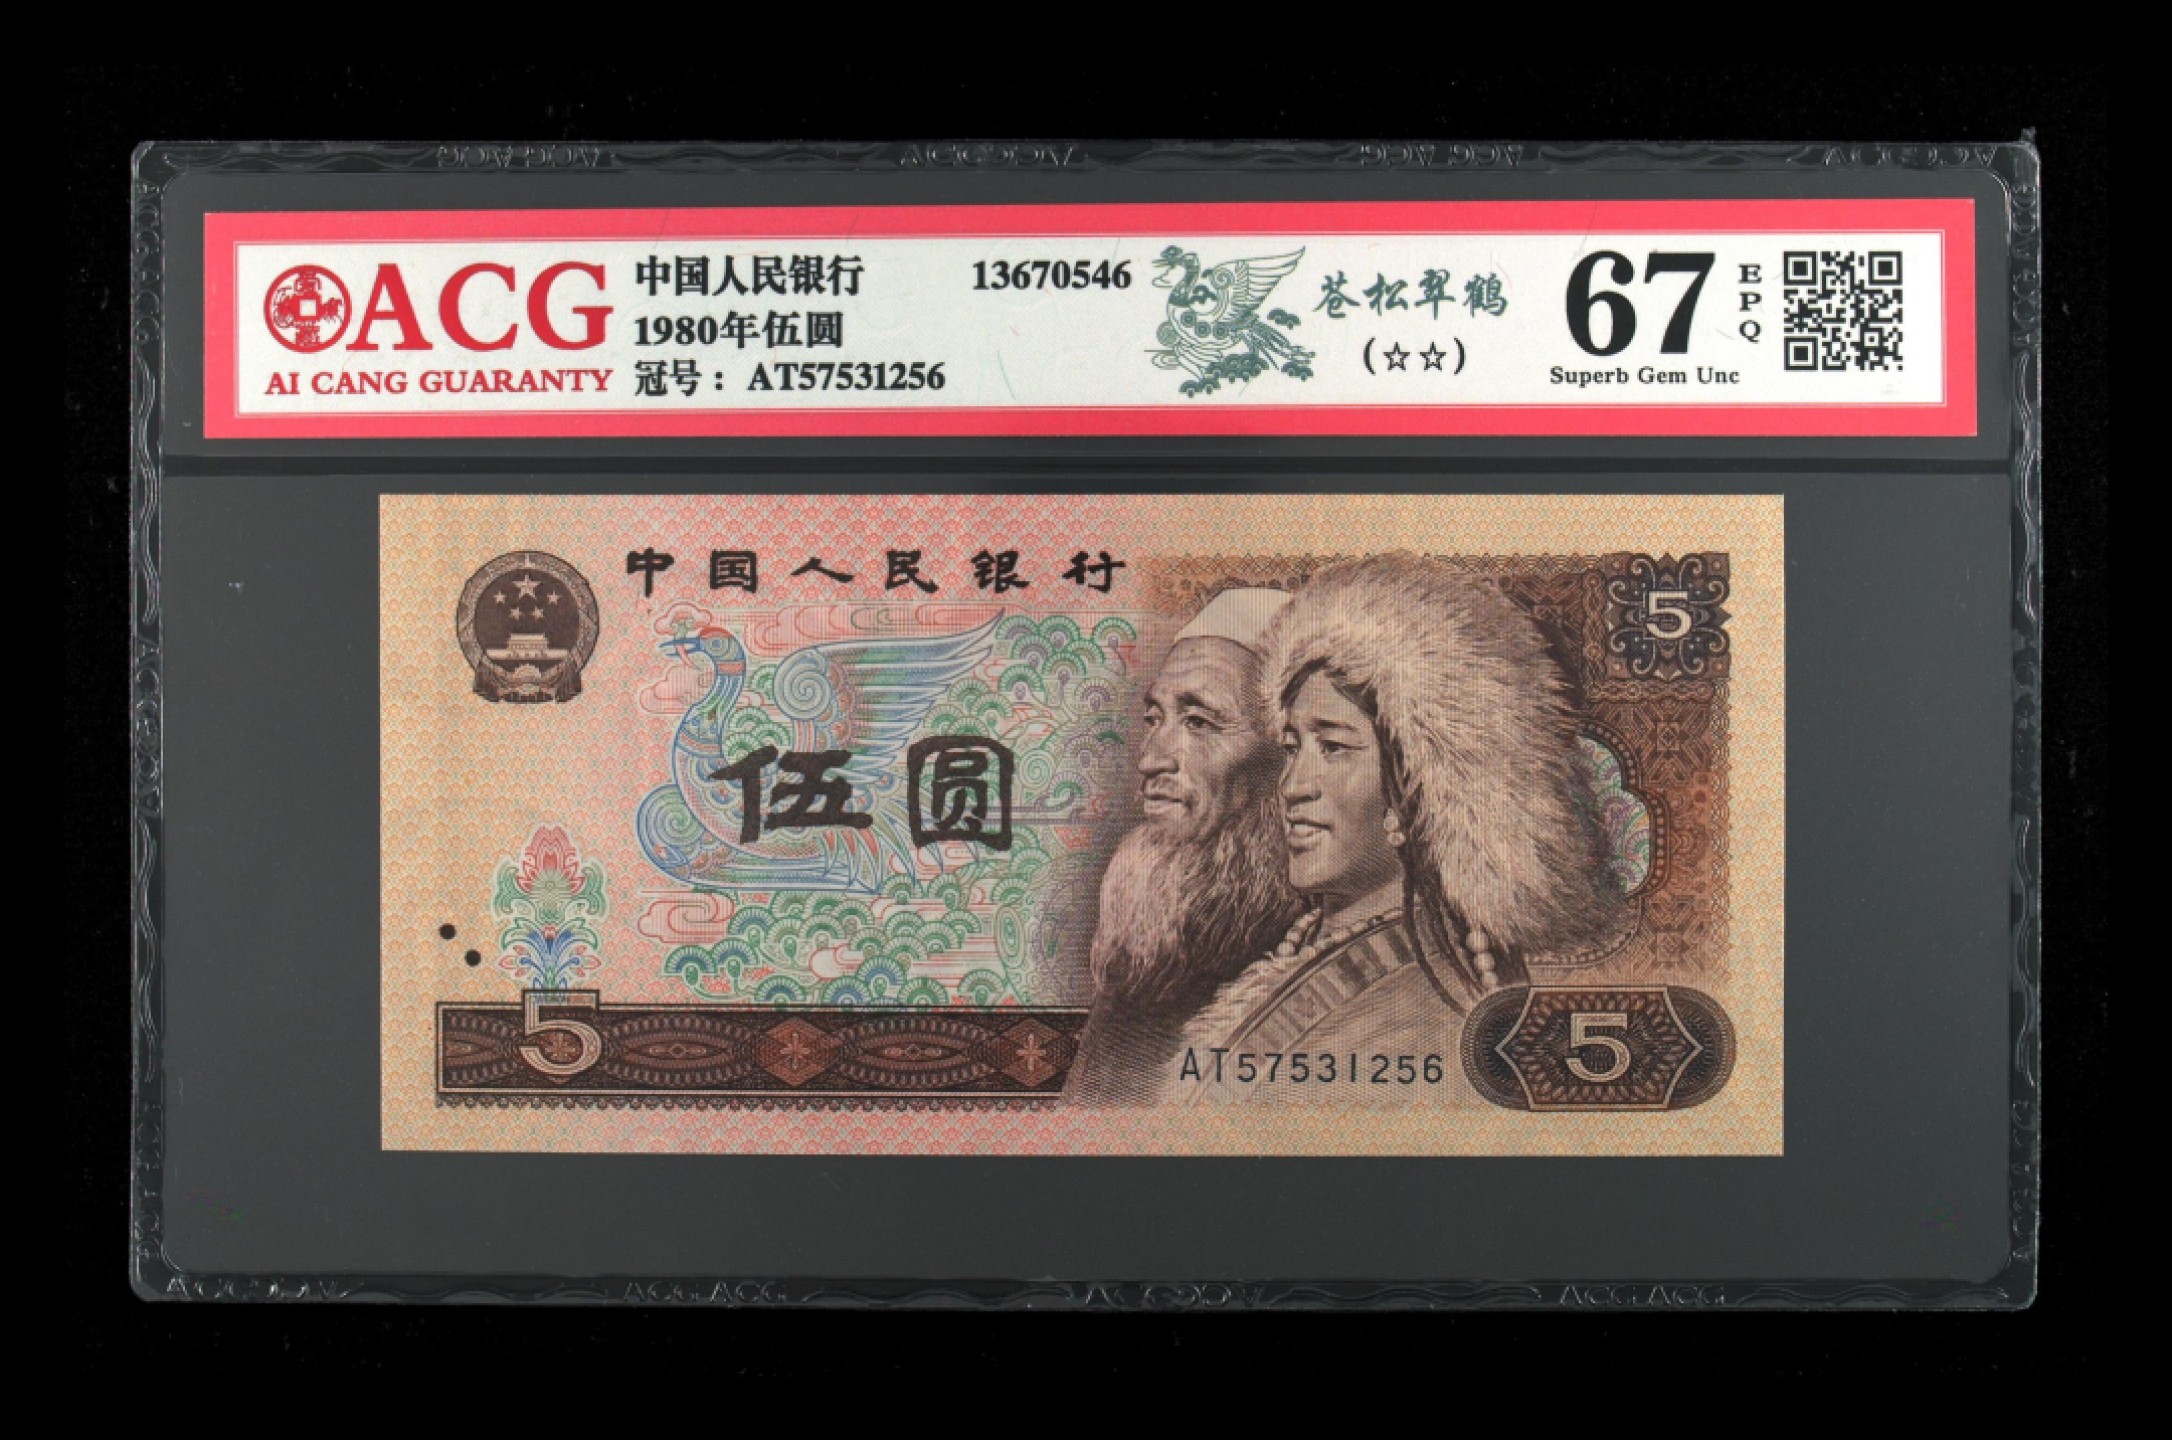 ACG
AI CANG GUARANTY
中国人民银行
13670546
1980年伍圆
冠号：AT57531256
苍松翠鹤
(☆☆)
67
EPQ
Superb Gem Unc
中国人民银行
5
伍圆
5
AT57531256
5